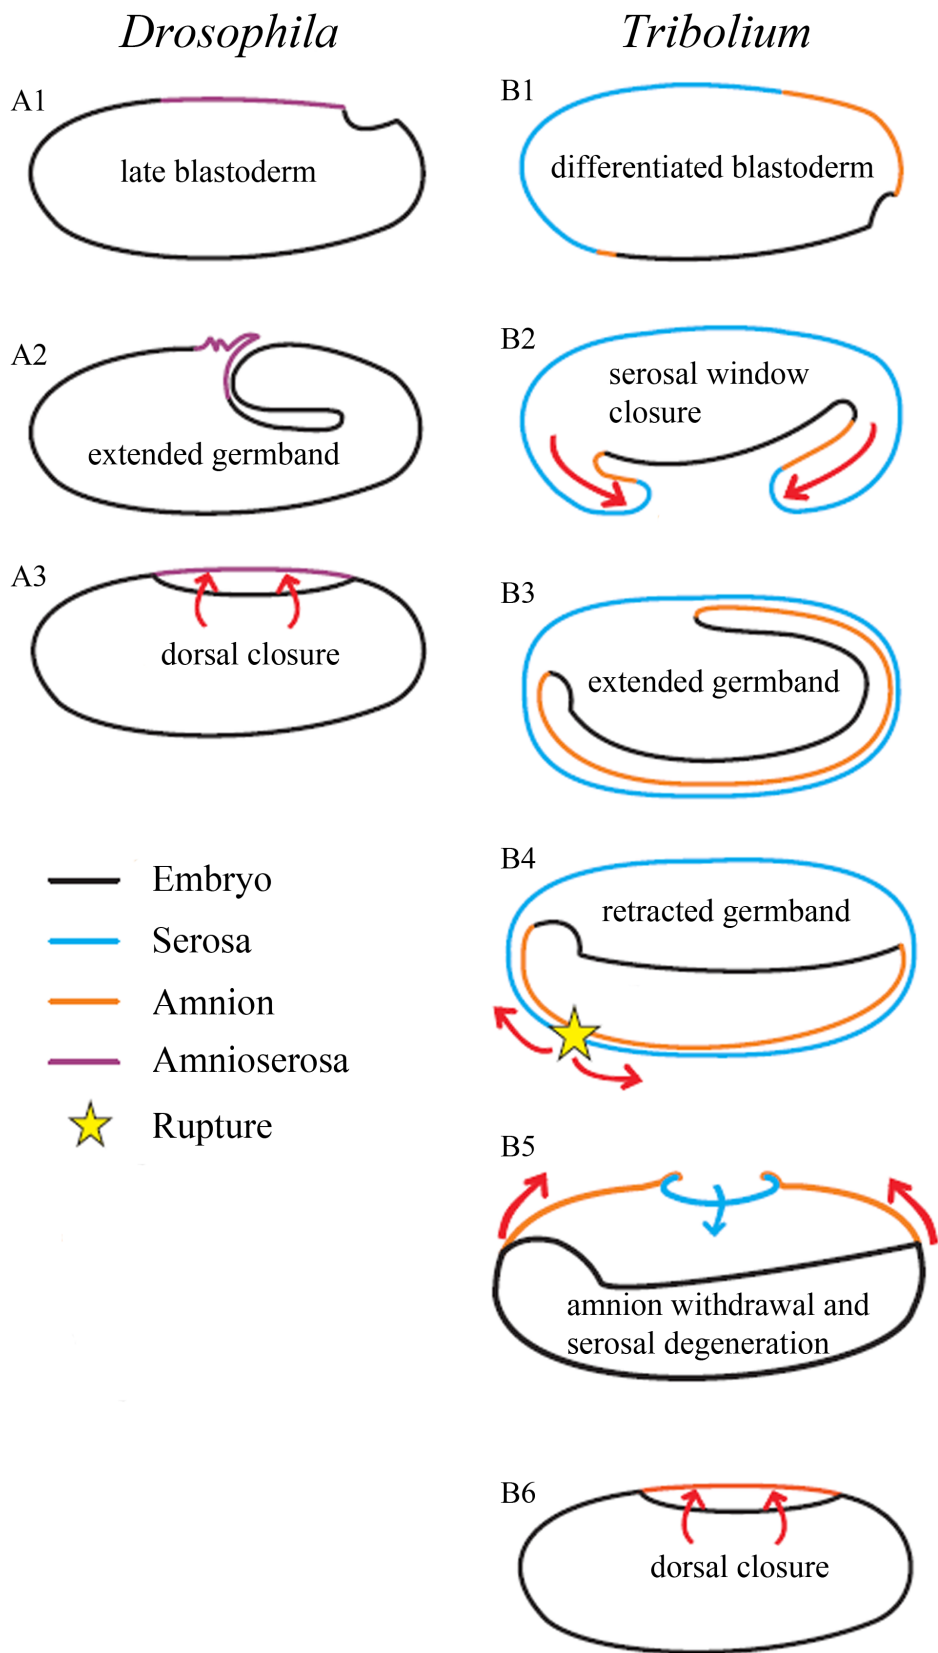 Drosophila
A1
late blastoderm
A2
extended germband
A3
dorsal closure
Embryo
Serosa
Amnion
Amnioserosa
Rupture
Tribolium
B1
differentiated blastoderm
B2
serosal window
closure
B3
extended germband
B4
retracted germband
B5
amnion withdrawal and
serosal degeneration
B6
dorsal closure